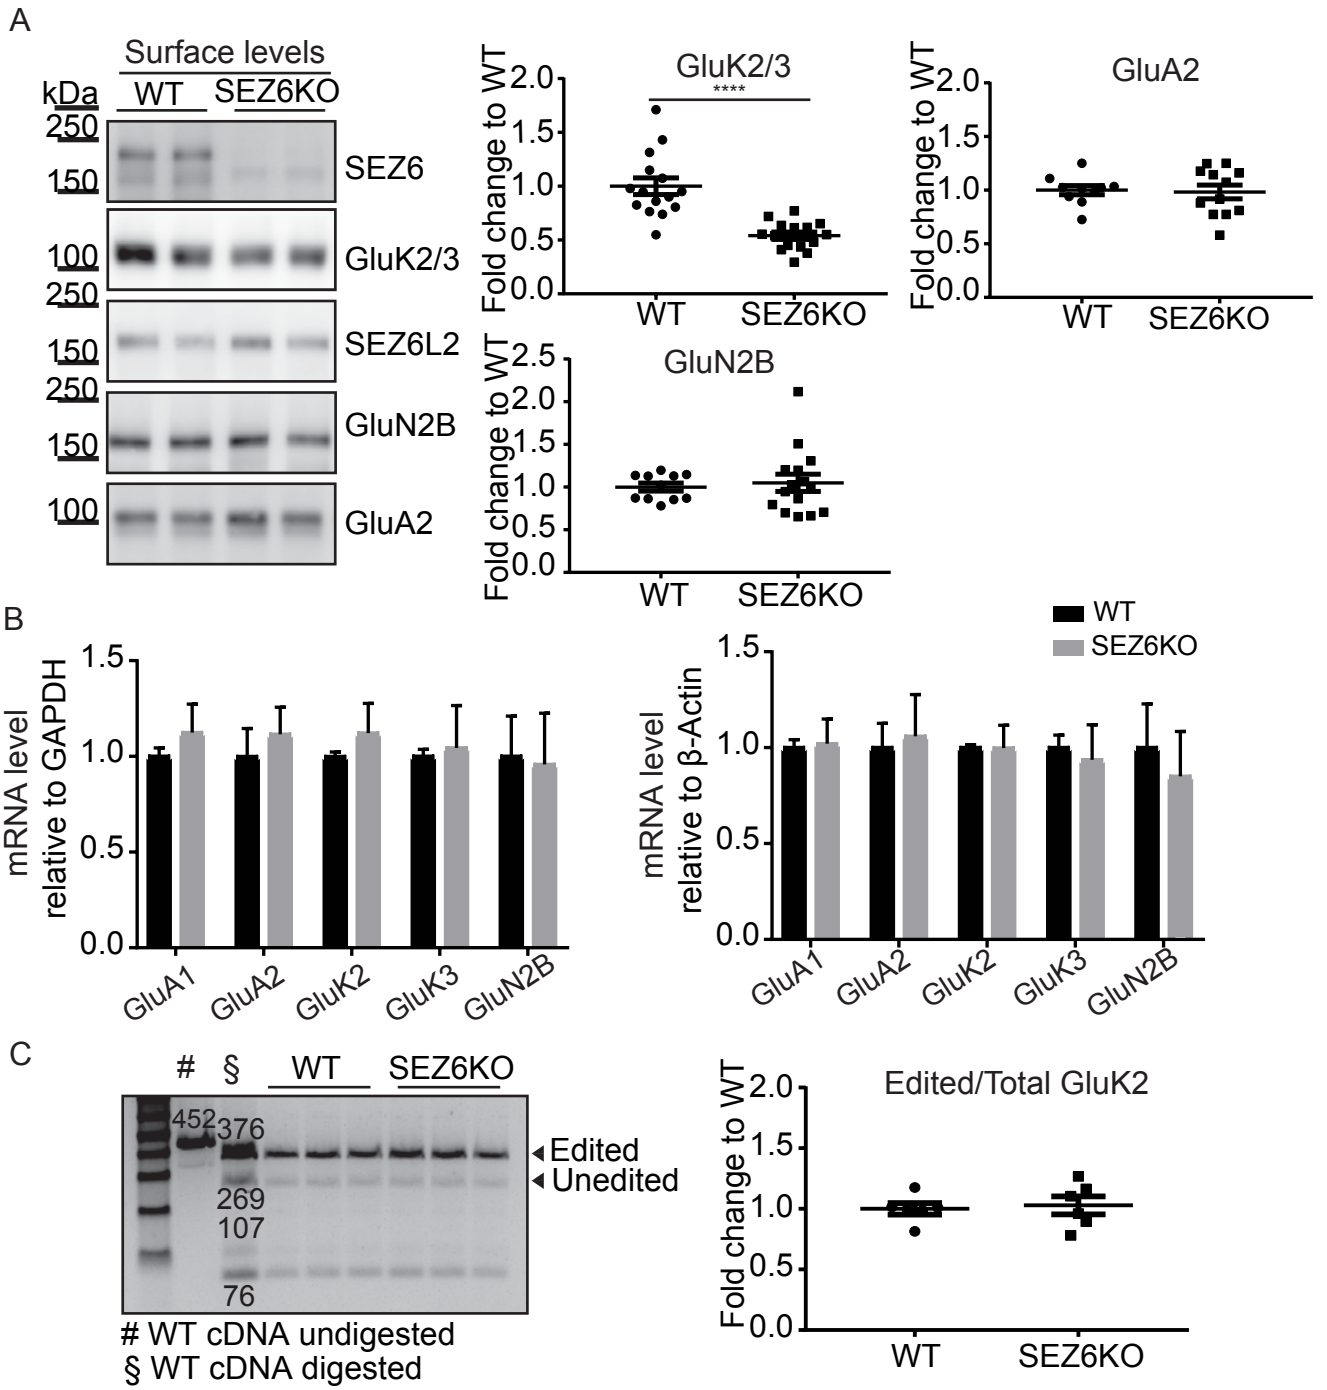 A
Surface levels
kDa WT SEZ6KO
250
150
SEZ6
100
GluK2/3
250
150
SEZ6L2
250
150
GluN2B
100
GluA2
GluK2/3
****
Fold change to WT
2.0
1.5
1.0
0.5
0.0
WT SEZ6KO
GluA2
Fold change to WT
2.0
1.5
1.0
0.5
0.0
WT SEZ6KO
GluN2B
Fold change to WT
2.5
2.0
1.5
1.0
0.5
0.0
WT SEZ6KO
B
WT
SEZ6KO
mRNA level
relative to GAPDH
1.5
1.0
0.5
0.0
GluA1 GluA2 GluK2 GluK3 GluN2B
mRNA level
relative to β-Actin
1.5
1.0
0.5
0.0
GluA1 GluA2 GluK2 GluK3 GluN2B
C
# § WT SEZ6KO
452
376
Edited
Unedited
269
107
76
# WT cDNA undigested
§ WT cDNA digested
Edited/Total GluK2
Fold change to WT
2.0
1.5
1.0
0.5
0.0
WT SEZ6KO